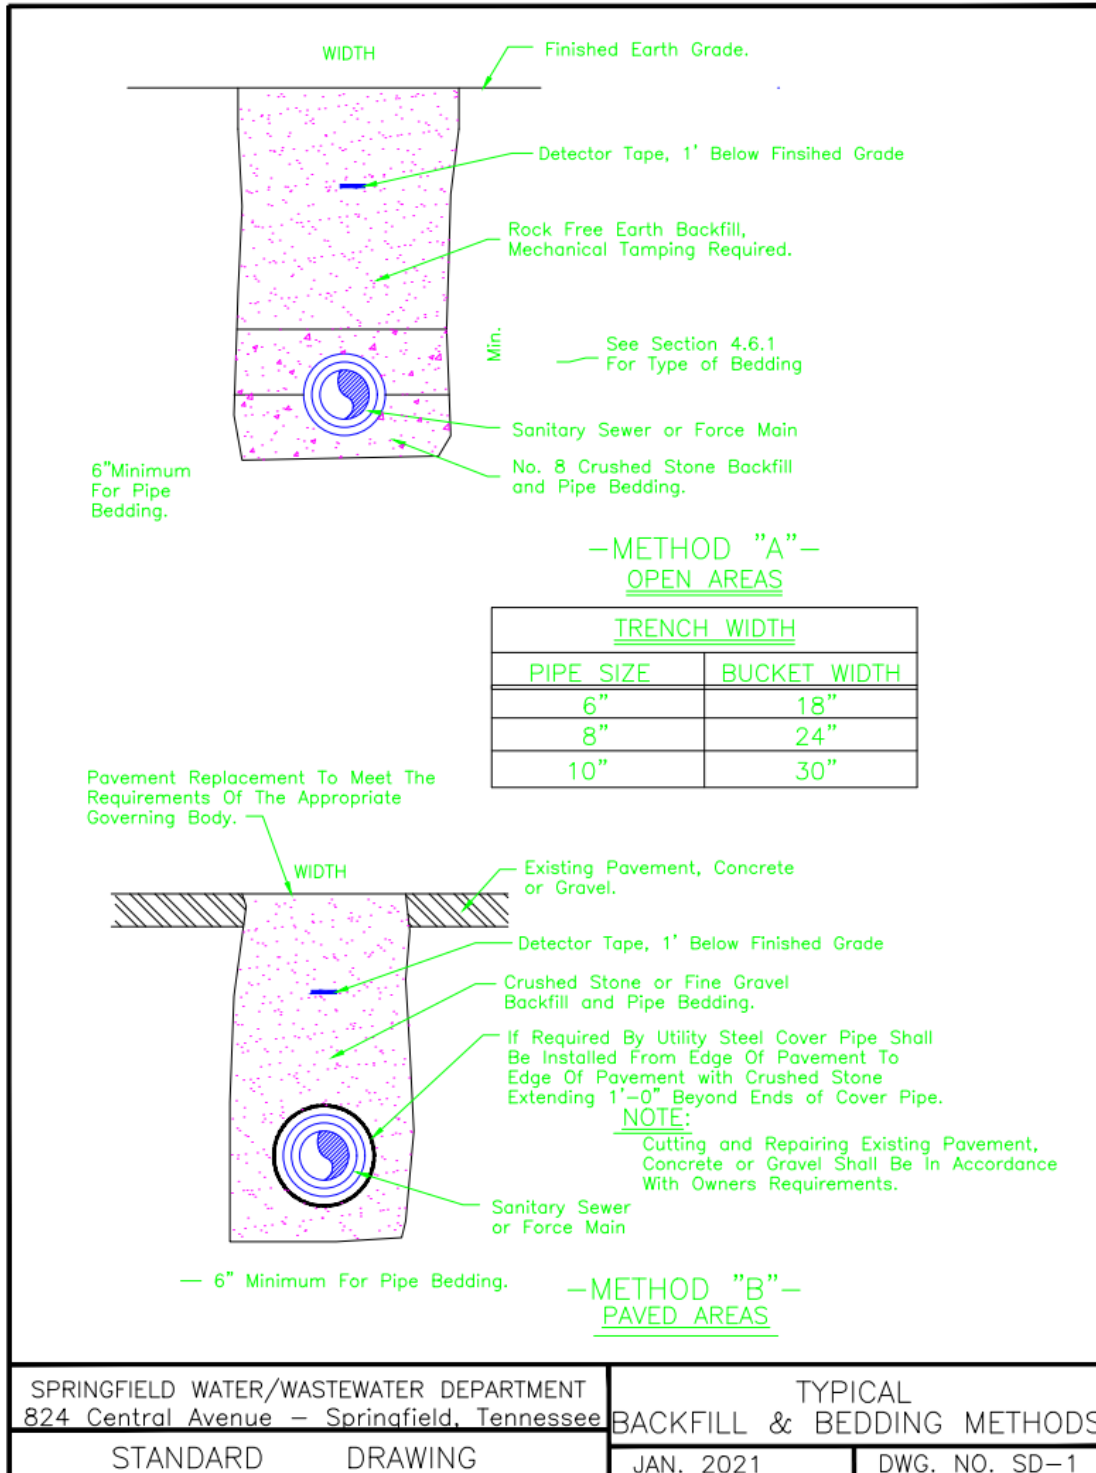 WIDTH
Finished Earth Grade.
Detector Tape, 1' Below Finsihed Grade
Rock Free Earth Backfill,
Mechanical Tamping Required.
Min.
See Section 4.6.1
For Type of Bedding
Sanitary Sewer or Force Main
No. 8 Crushed Stone Backfill
and Pipe Bedding.
6"Minimum
For Pipe
Bedding.
-METHOD "A"-
OPEN AREAS
TRENCH WIDTH
PIPE SIZE BUCKET WIDTH
6" 18"
8" 24"
10" 30"
Pavement Replacement To Meet The
Requirements Of The Appropriate
Governing Body.
WIDTH
Existing Pavement, Concrete
or Gravel.
Detector Tape, 1' Below Finished Grade
Crushed Stone or Fine Gravel
Backfill and Pipe Bedding.
If Required By Utility Steel Cover Pipe Shall
Be Installed From Edge Of Pavement To
Edge Of Pavement with Crushed Stone
Extending 1'-0" Beyond Ends of Cover Pipe.
NOTE:
Cutting and Repairing Existing Pavement,
Concrete or Gravel Shall Be In Accordance
With Owners Requirements.
Sanitary Sewer
or Force Main
6" Minimum For Pipe Bedding.
-METHOD "B"-
PAVED AREAS
SPRINGFIELD WATER/WASTEWATER DEPARTMENT
824 Central Avenue - Springfield, Tennessee
STANDARD DRAWING
TYPICAL
BACKFILL & BEDDING METHODS
JAN. 2021 DWG. NO. SD-1